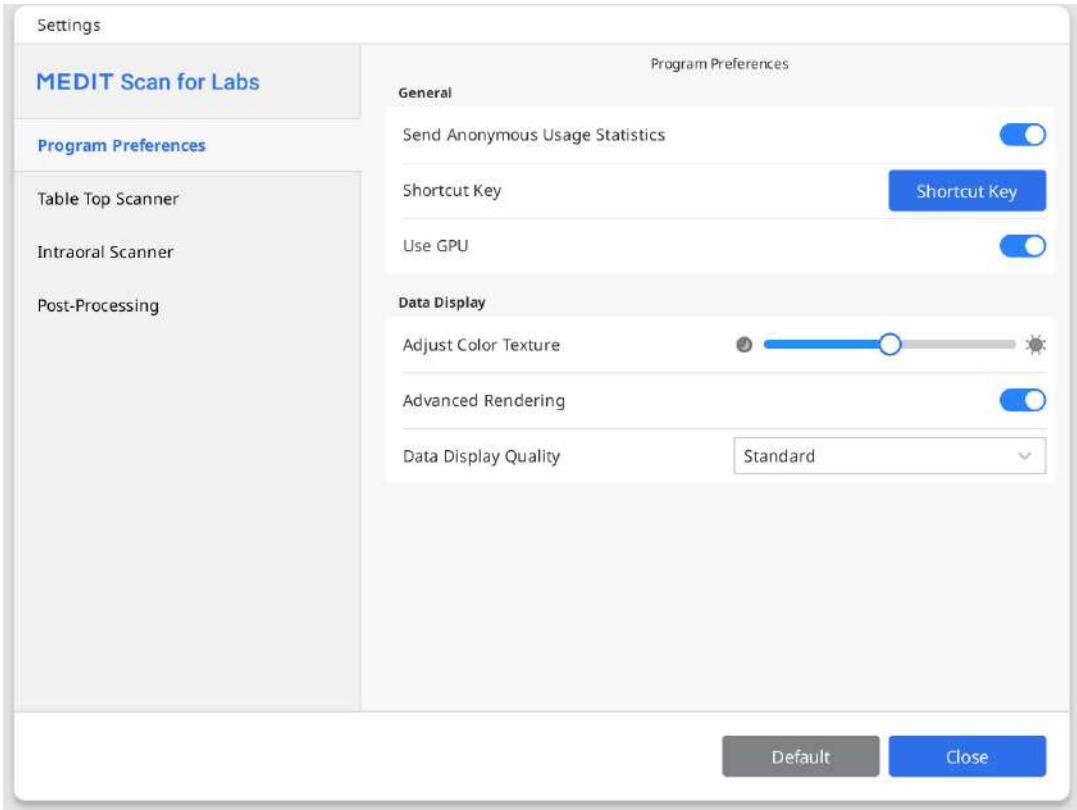 Settings
MEDIT Scan for Labs
Program Preferences
Table Top Scanner
Intraoral Scanner
Post-Processing
Program Preferences
General
Send Anonymous Usage Statistics
Shortcut Key Shortcut Key
Use GPU
Data Display
Adjust Color Texture
Advanced Rendering
Data Display Quality Standard
Default Close